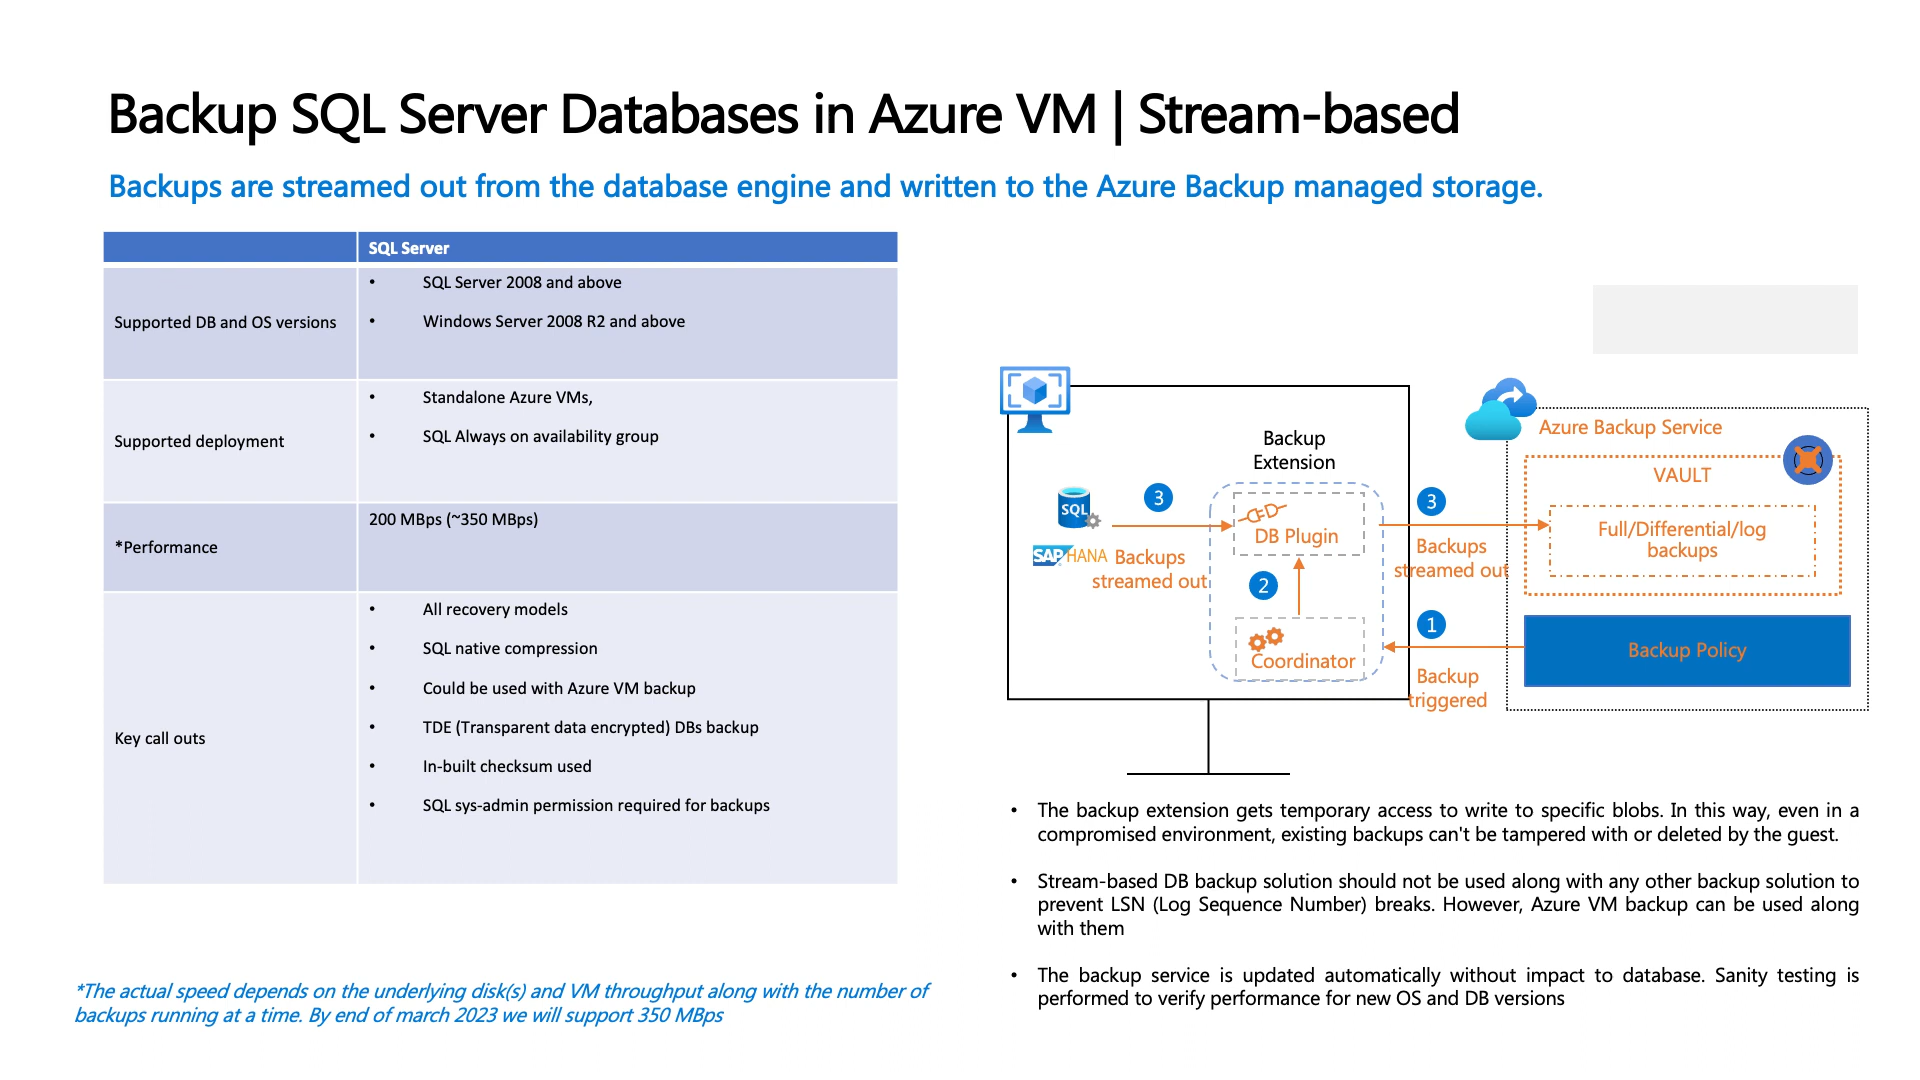 Backup SQL Server Databases in Azure VM | Stream-based
Backups are streamed out from the database engine and written to the Azure Backup managed storage.
SQL Server
Supported DB and OS versions
• SQL Server 2008 and above
• Windows Server 2008 R2 and above
Supported deployment
• Standalone Azure VMs,
• SQL Always on availability group
*Performance
200 MBps (~350 MBps)
Key call outs
• All recovery models
• SQL native compression
• Could be used with Azure VM backup
• TDE (Transparent data encrypted) DBs backup
• In-built checksum used
• SQL sys-admin permission required for backups
*The actual speed depends on the underlying disk(s) and VM throughput along with the number of
backups running at a time. By end of march 2023 we will support 350 MBps
Backup
Extension
SQL
SAP HANA
3
Backups
streamed out
DB Plugin
2
Coordinator
3
Backups
streamed out
1
Backup
triggered
Azure Backup Service
VAULT
Full/Differential/log
backups
Backup Policy
• The backup extension gets temporary access to write to specific blobs. In this way, even in a
compromised environment, existing backups can't be tampered with or deleted by the guest.
• Stream-based DB backup solution should not be used along with any other backup solution to
prevent LSN (Log Sequence Number) breaks. However, Azure VM backup can be used along
with them
• The backup service is updated automatically without impact to database. Sanity testing is
performed to verify performance for new OS and DB versions